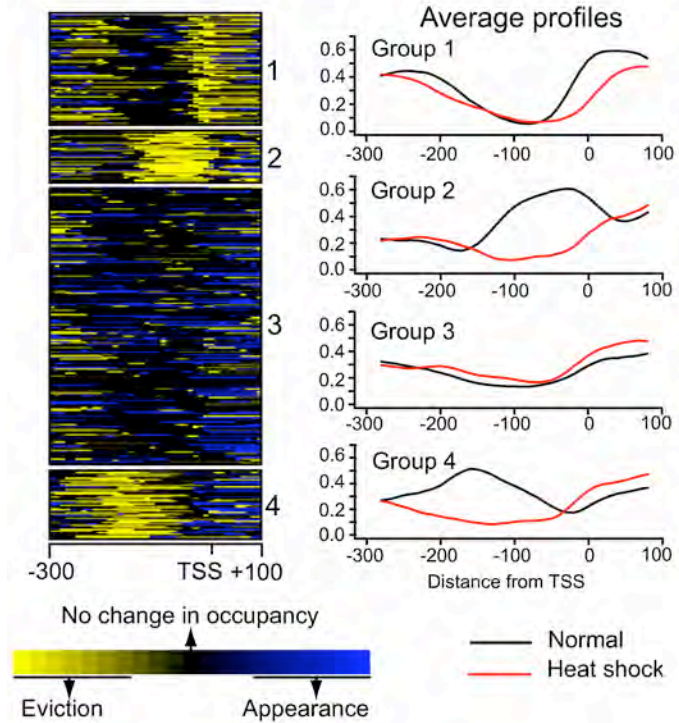 Average profiles
1
2
3
4
-300 TSS +100
Group 1
0.6
0.4
0.2
0.0
-300 -200 -100 0 100
Group 2
0.6
0.4
0.2
0.0
-300 -200 -100 0 100
Group 3
0.6
0.4
0.2
0.0
-300 -200 -100 0 100
Group 4
0.6
0.4
0.2
0.0
-300 -200 -100 0 100
Distance from TSS
No change in occupancy
Eviction Appearance
Normal
Heat shock